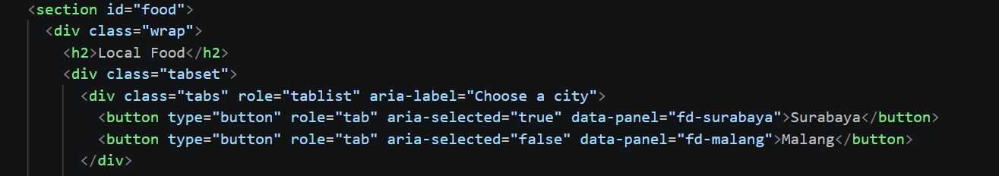 <section id="food">
<div class="wrap">
<h2>Local Food</h2>
<div class="tabset">
<div class="tabs" role="tablist" aria-label="Choose a city">
<button type="button" role="tab" aria-selected="true" data-panel="fd-surabaya">Surabaya</button>
<button type="button" role="tab" aria-selected="false" data-panel="fd-malang">Malang</button>
</div>